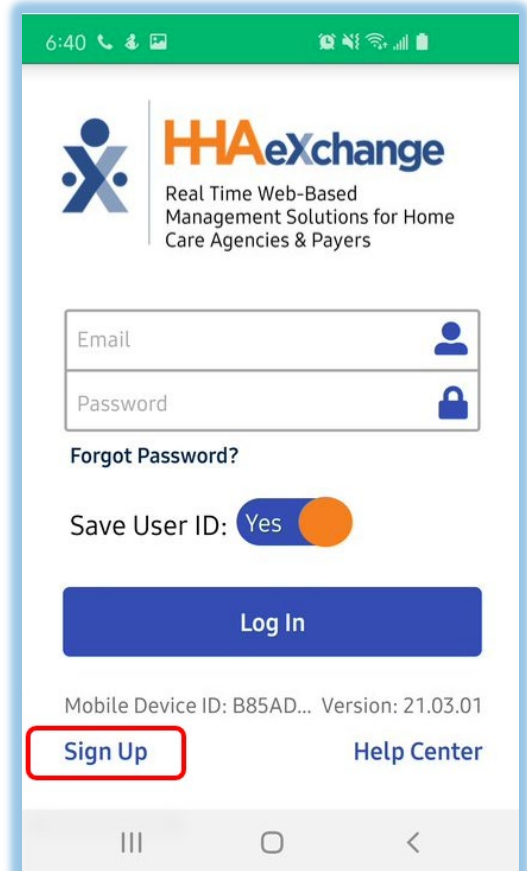 6:40
HHAeXchange
Real Time Web-Based
Management Solutions for Home
Care Agencies & Payers
Email
Password
Forgot Password?
Save User ID: Yes
Log In
Mobile Device ID: B85AD... Version: 21.03.01
Sign Up Help Center